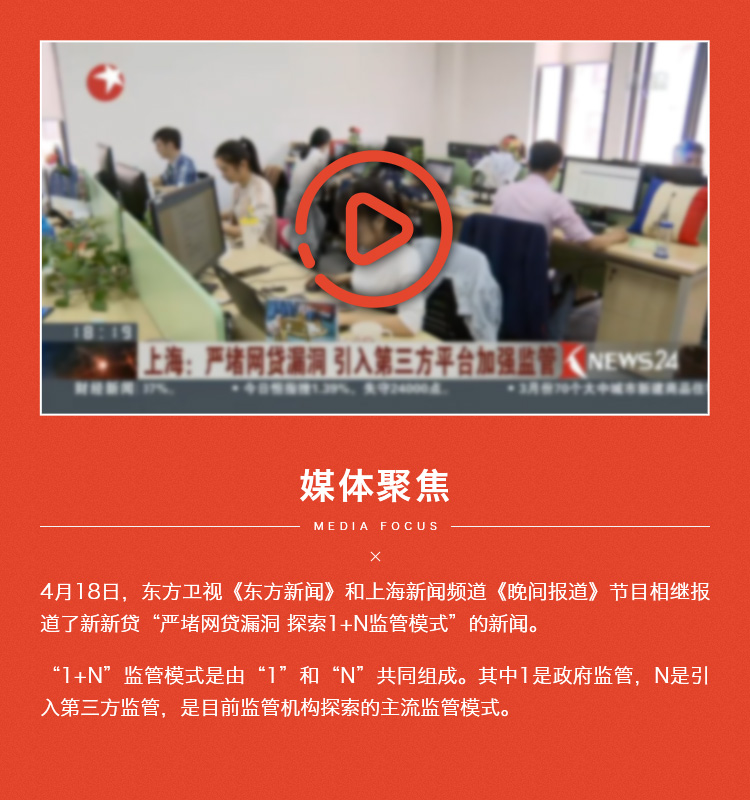 18:19
上海：严堵网贷漏洞 引入第三方平台加强监管
NEWS24
财经新闻 37%。 • 今日恒指挫1.39%，失守24000点。 • 3月份70个大中城市新建商品住
媒体聚焦
MEDIA FOCUS
4月18日，东方卫视《东方新闻》和上海新闻频道《晚间报道》节目相继报
道了新新贷“严堵网贷漏洞 探索1+N监管模式”的新闻。
“1+N”监管模式是由“1”和“N”共同组成。其中1是政府监管，N是引
入第三方监管，是目前监管机构探索的主流监管模式。